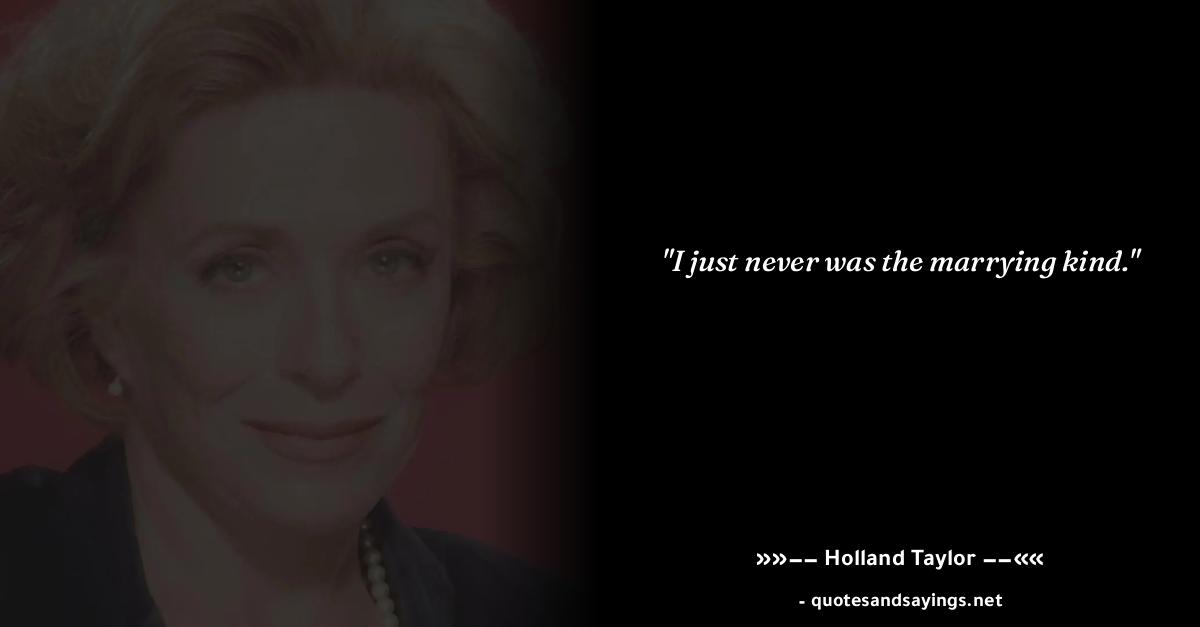 "I just never was the marrying kind."
»»–– Holland Taylor ––««
- quotesandsayings.net